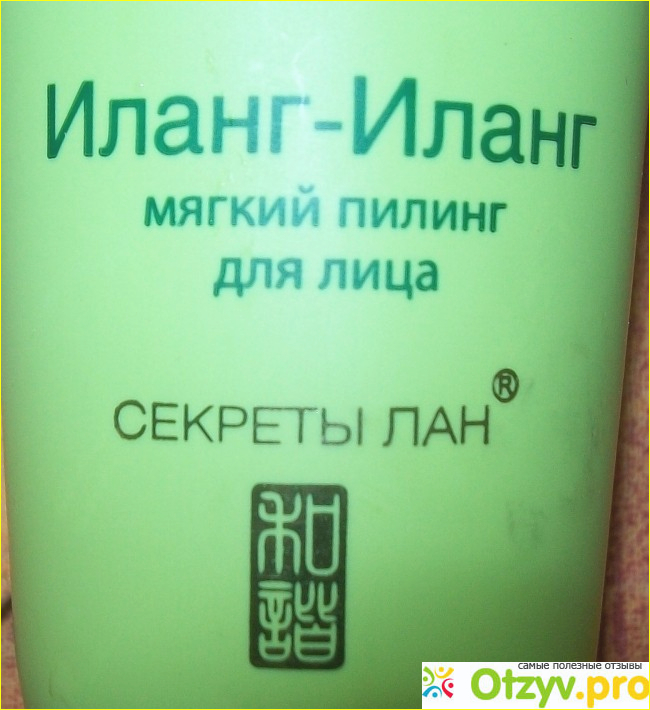 Иланг-Иланг
мягкий пилинг
для лица
СЕКРЕТЫ ЛАН®
和
諧
самые полезные отзывы
Otzyv.pro